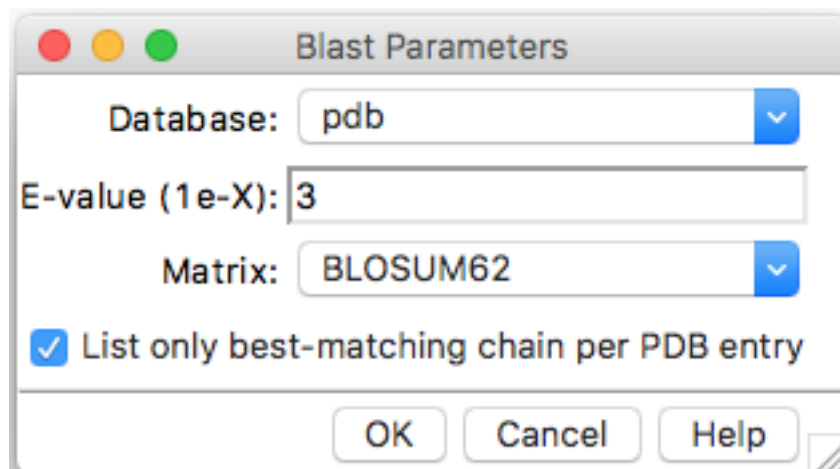 Blast Parameters
Database: pdb
E-value (1e-X): 3
Matrix: BLOSUM62
List only best-matching chain per PDB entry
OK Cancel Help